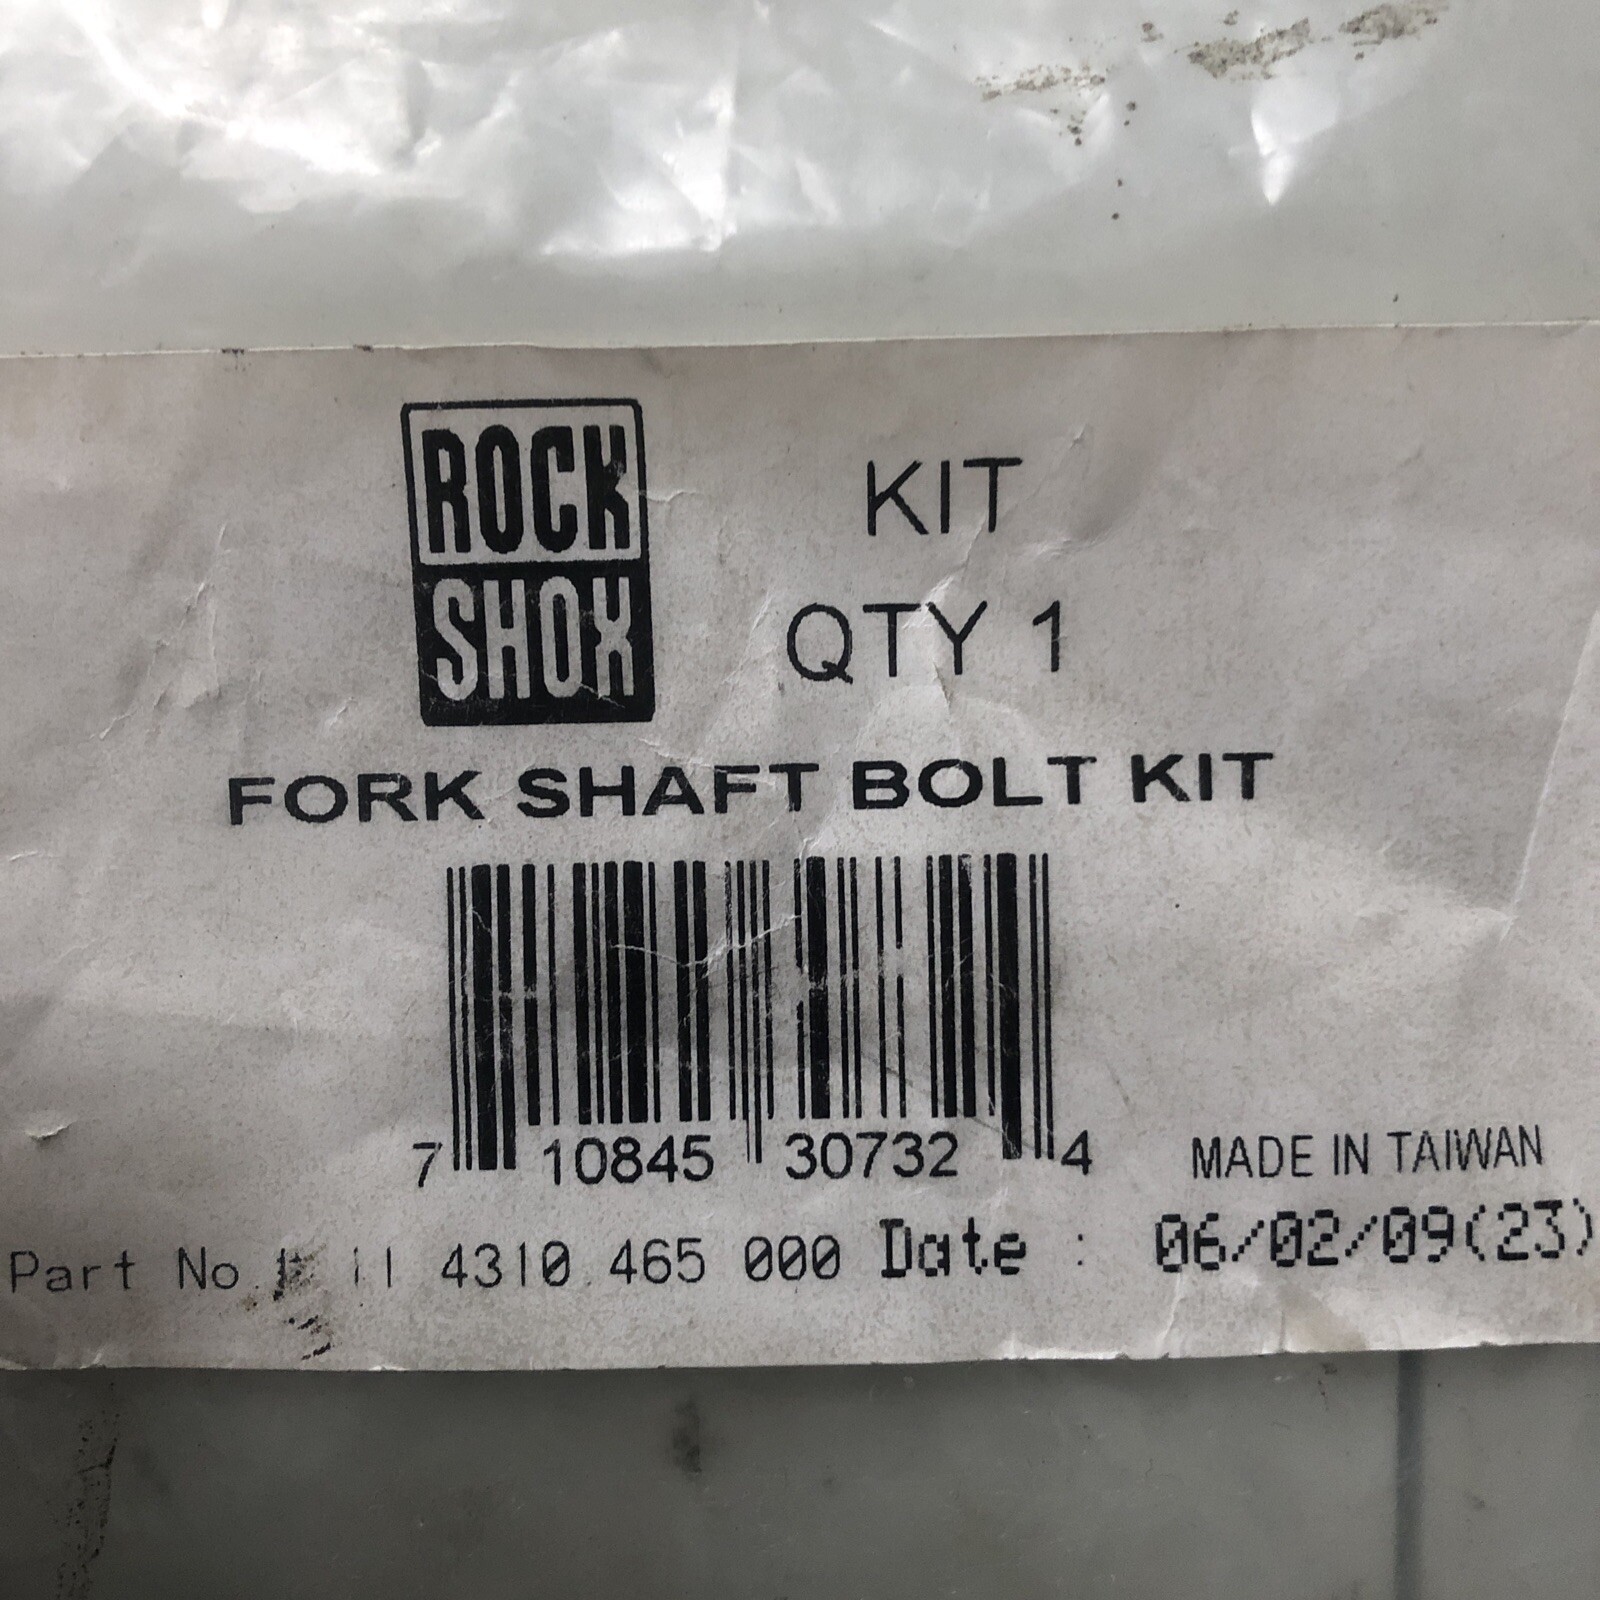 ROCK
SHOX
KIT
QTY 1
FORK SHAFT BOLT KIT
7 10845 30732 4
MADE IN TAIWAN
Part No 11 4310 465 000 Date : 06/02/09(23)